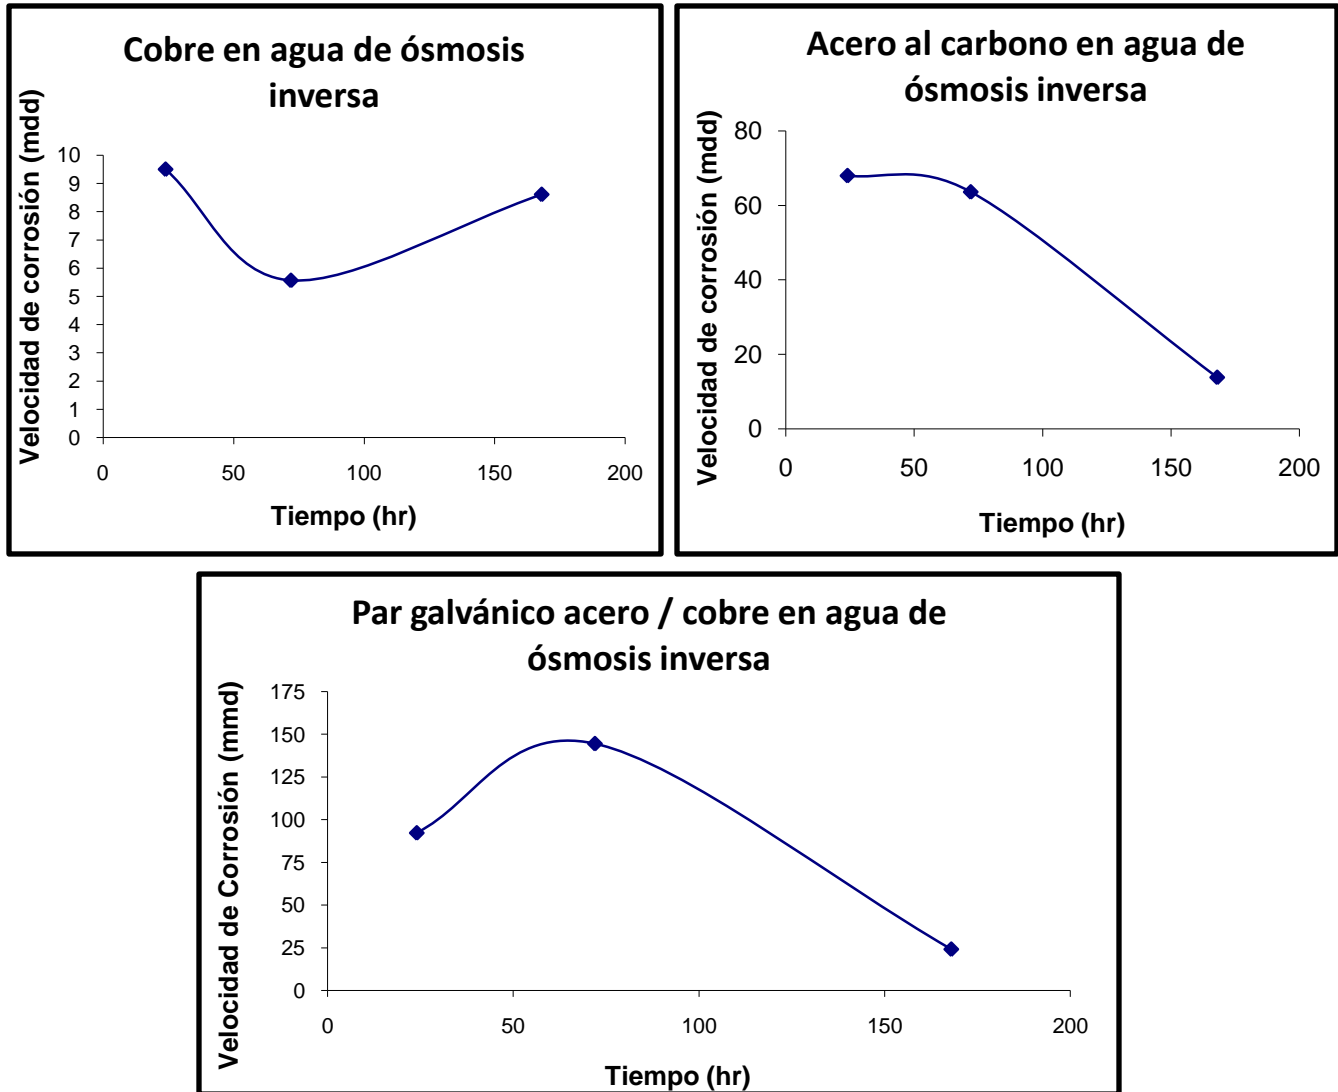 Cobre en agua de ósmosis
inversa
Velocidad de corrosión (mdd)
10
9
8
7
6
5
4
3
2
1
0
0 50 100 150 200
Tiempo (hr)
Acero al carbono en agua de
ósmosis inversa
Velocidad de corrosión (mdd)
80
60
40
20
0
0 50 100 150 200
Tiempo (hr)
Par galvánico acero / cobre en agua de
ósmosis inversa
Velocidad de Corrosión (mmd)
175
150
125
100
75
50
25
0
0 50 100 150 200
Tiempo (hr)